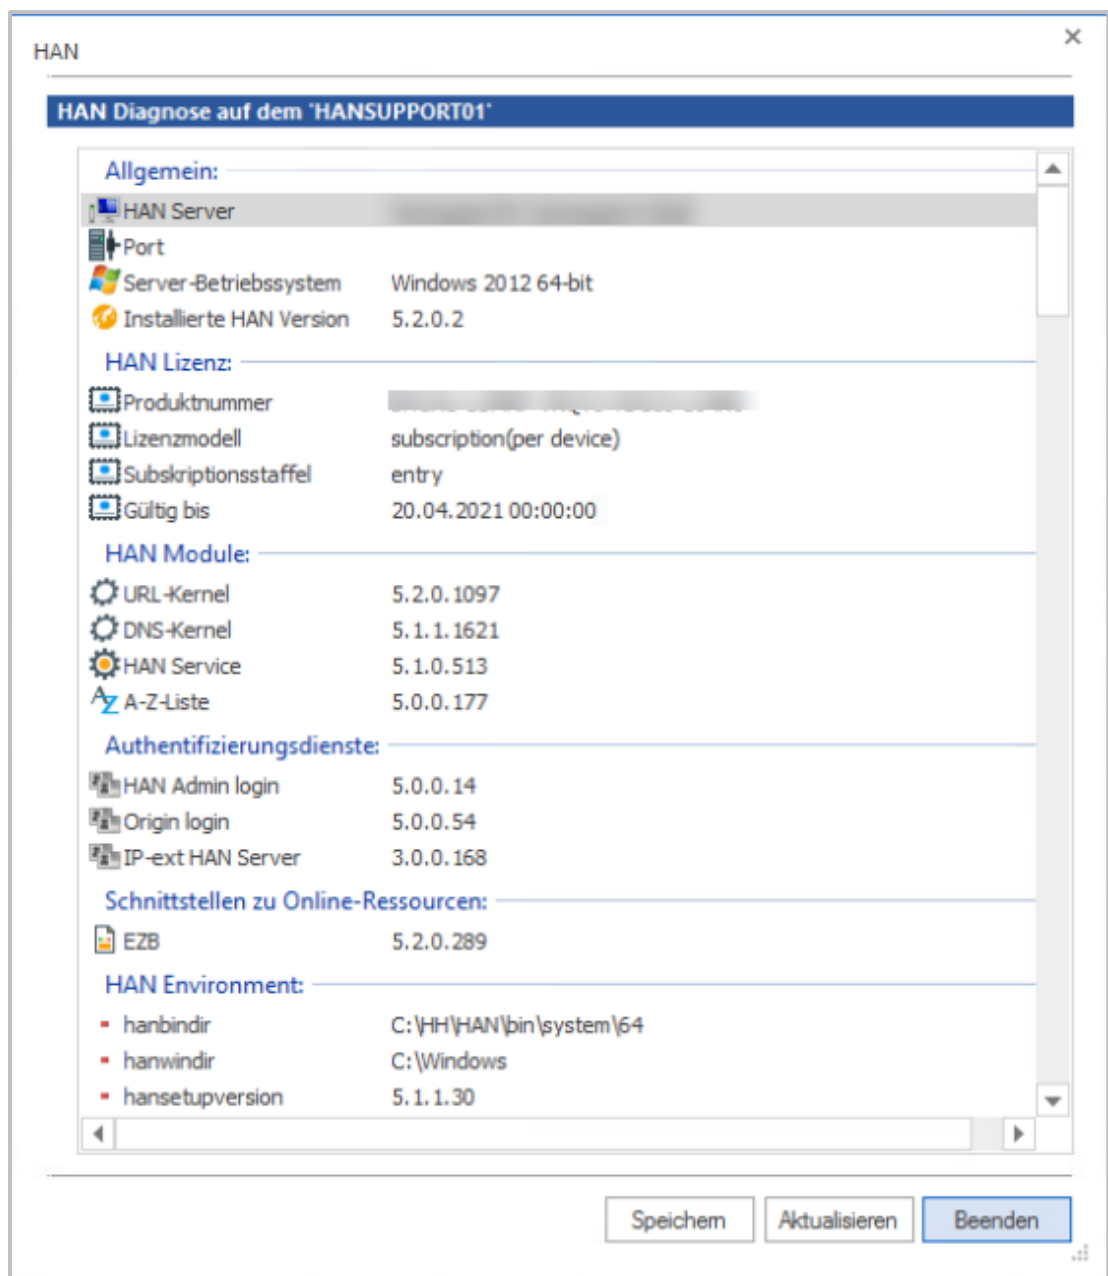 HAN
HAN Diagnose auf dem 'HANSUPPORT01'
Allgemein:
HAN Server
Port
Server-Betriebssystem Windows 2012 64-bit
Installierte HAN Version 5.2.0.2
HAN Lizenz:
Produktnummer
Lizenzmodell subscription(per device)
Subskriptionsstaffel entry
Gültig bis 20.04.2021 00:00:00
HAN Module:
URL-Kernel 5.2.0.1097
DNS-Kernel 5.1.1.1621
HAN Service 5.1.0.513
A-Z-Liste 5.0.0.177
Authentifizierungsdienste:
HAN Admin login 5.0.0.14
Origin login 5.0.0.54
IP-ext HAN Server 3.0.0.168
Schnittstellen zu Online-Ressourcen:
EZB 5.2.0.289
HAN Environment:
hanbindir C:\HH\HAN\bin\system\64
hanwindir C:\Windows
hansetupversion 5.1.1.30
Speichern Aktualisieren Beenden